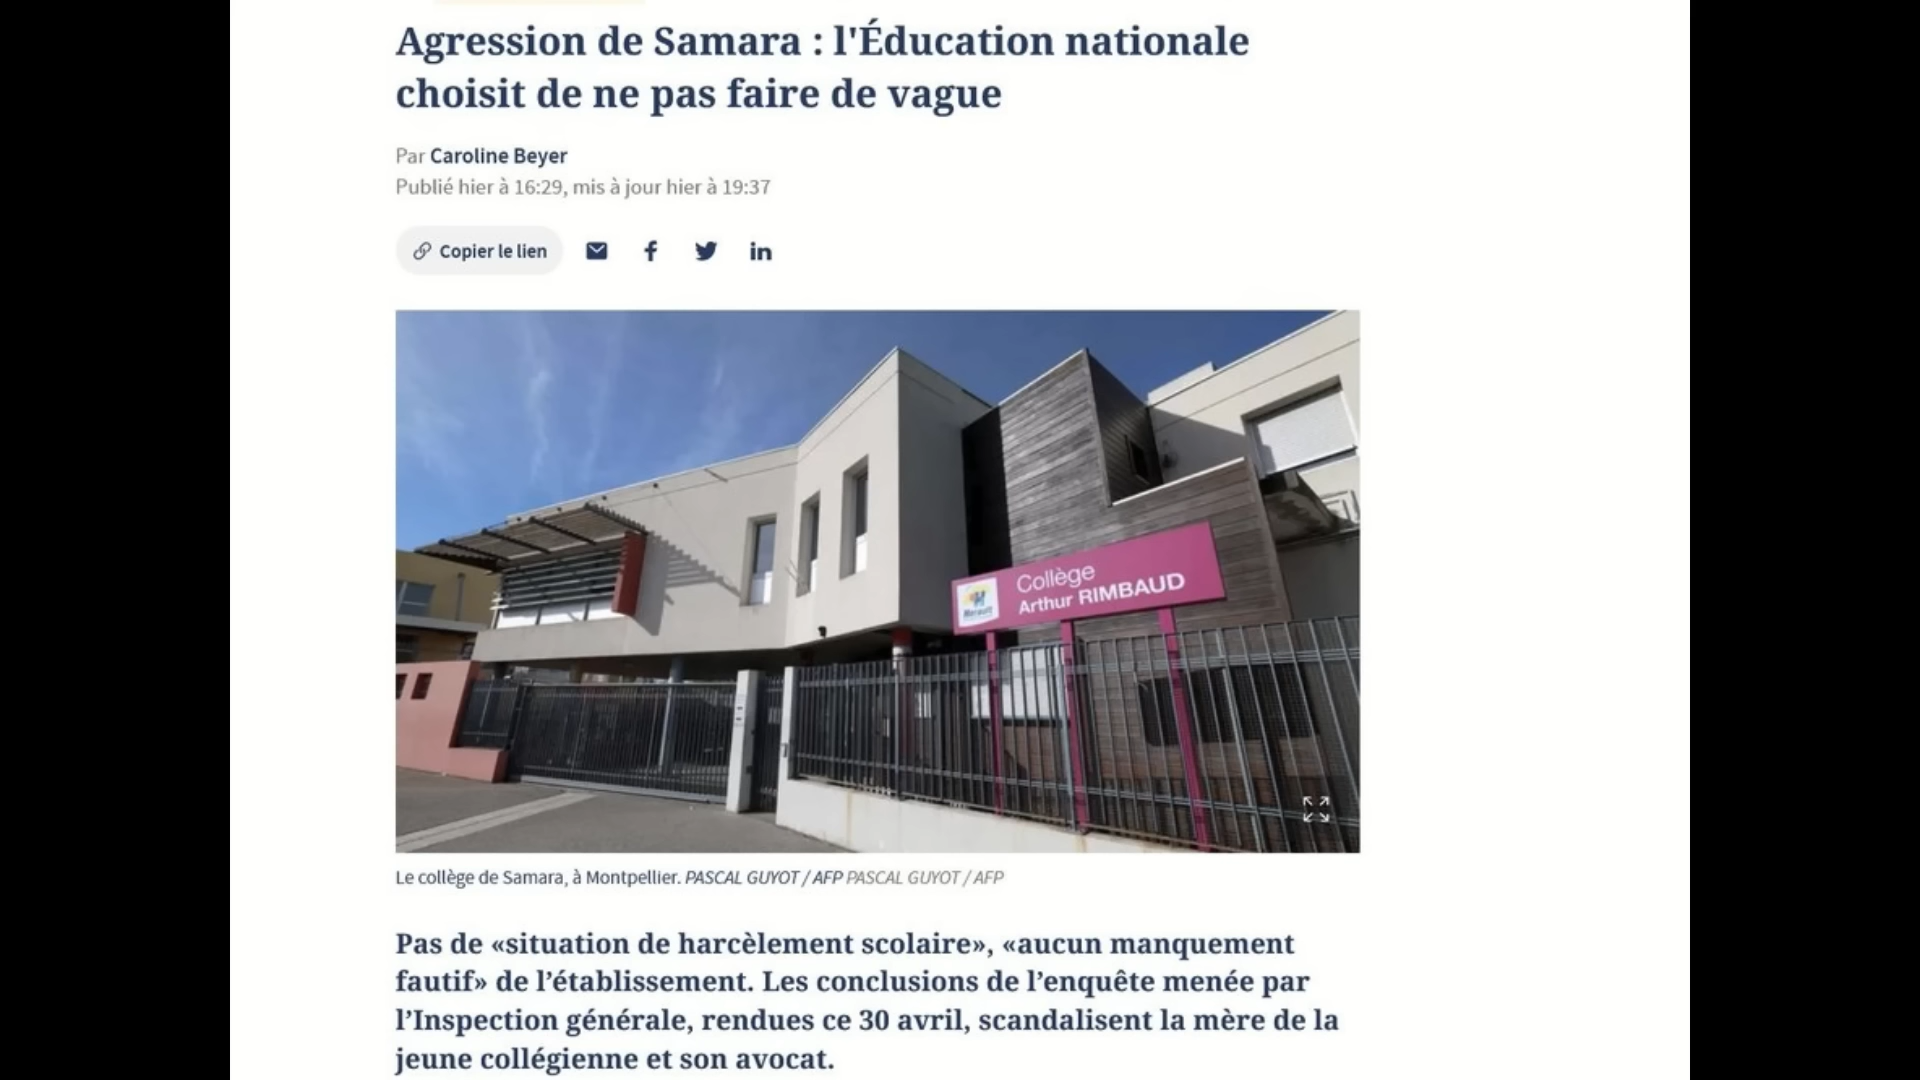 Agression de Samara : l'Éducation nationale
choisit de ne pas faire de vague
Par Caroline Beyer
Publié hier à 16:29, mis à jour hier à 19:37
Copier le lien
Collège
Arthur RIMBAUD
Hérault
Le collège de Samara, à Montpellier. PASCAL GUYOT / AFP PASCAL GUYOT / AFP
Pas de «situation de harcèlement scolaire», «aucun manquement
fautif» de l’établissement. Les conclusions de l’enquête menée par
l’Inspection générale, rendues ce 30 avril, scandalisent la mère de la
jeune collégienne et son avocat.